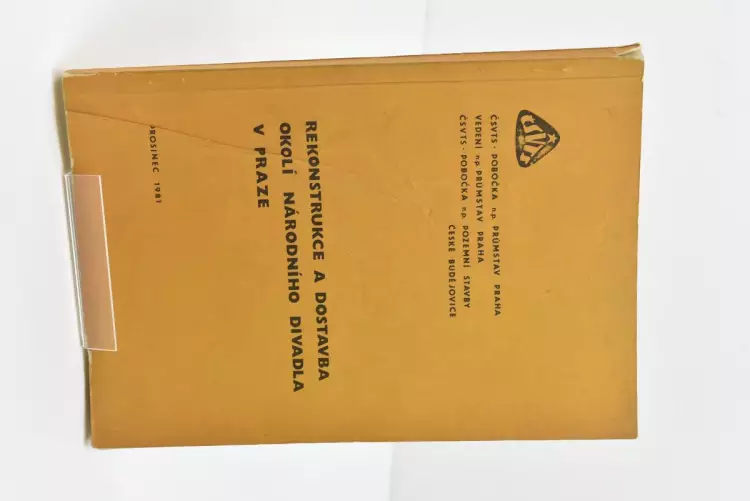 ČSVTS - POBOČKA n.p. PRŮMSTAV PRAHA
VEDENÍ n.p. PRŮMSTAV PRAHA
ČSVTS - POBOČKA n.p. POZEMNÍ STAVBY
ČESKÉ BUDĚJOVICE
REKONSTRUKCE A DOSTAVBA
OKOLÍ NÁRODNÍHO DIVADLA
V PRAZE
PROSINEC 1981